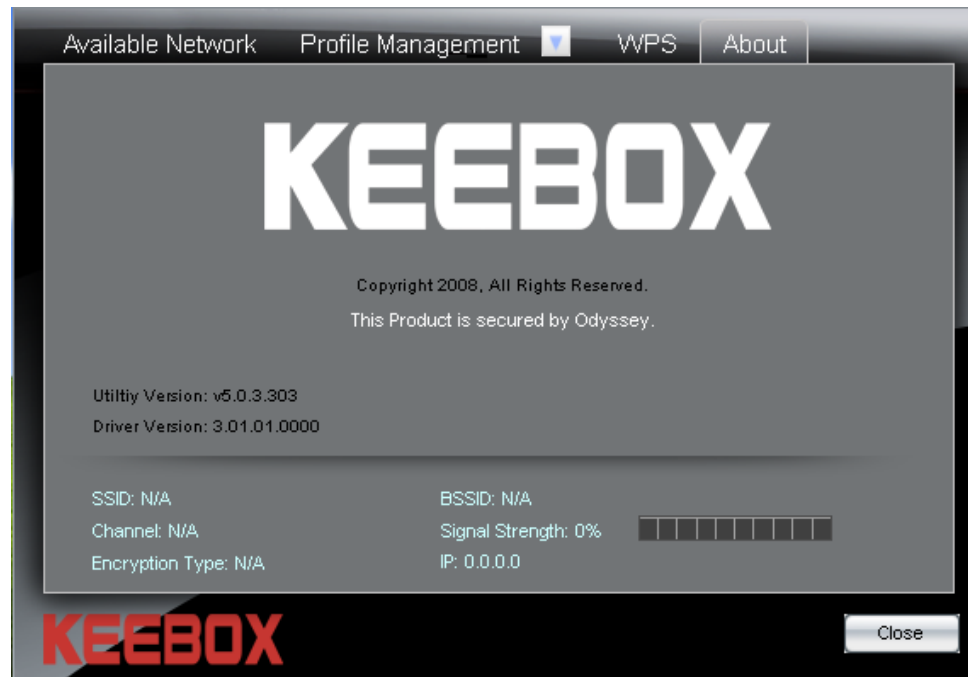 Available Network Profile Management WPS About
KEEBOX
Copyright 2008, All Rights Reserved.
This Product is secured by Odyssey.
Utiltiy Version: v5.0.3.303
Driver Version: 3.01.01.0000
SSID: N/A BSSID: N/A
Channel: N/A Signal Strength: 0%
Encryption Type: N/A IP: 0.0.0.0
KEEBOX Close